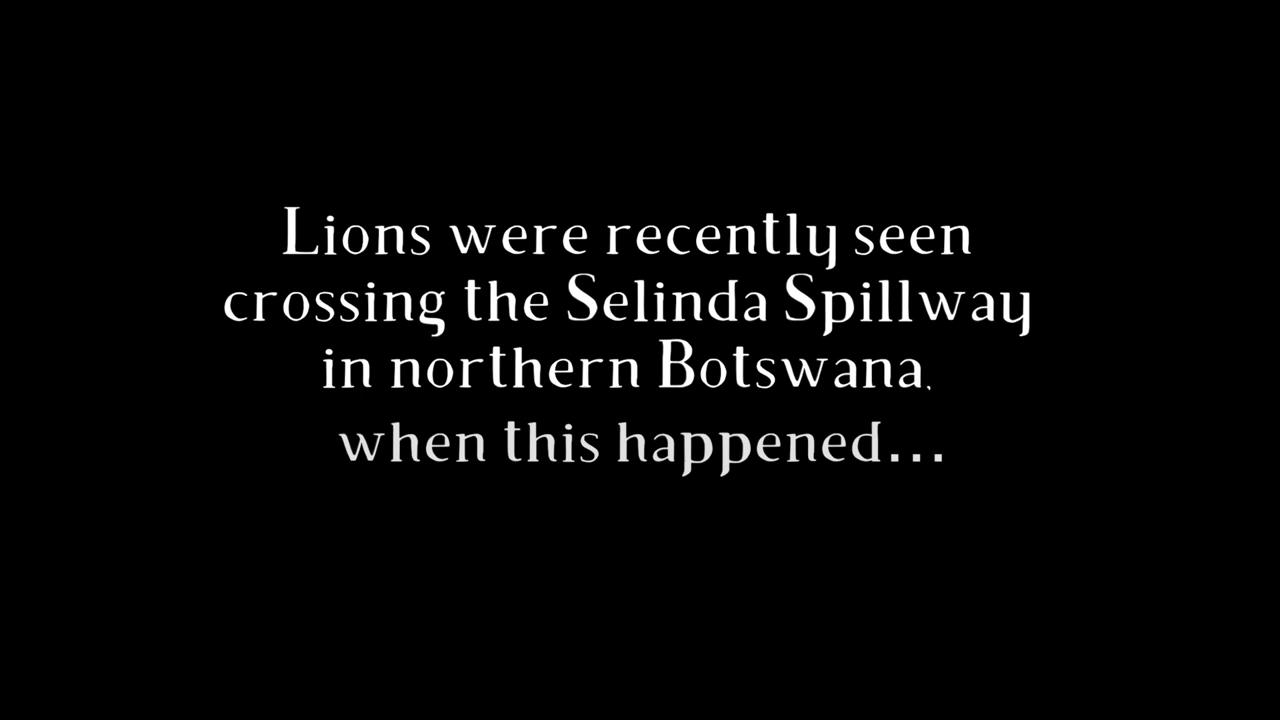 Lions were recently seen
crossing the Selinda Spillway
in northern Botswana,
when this happened...